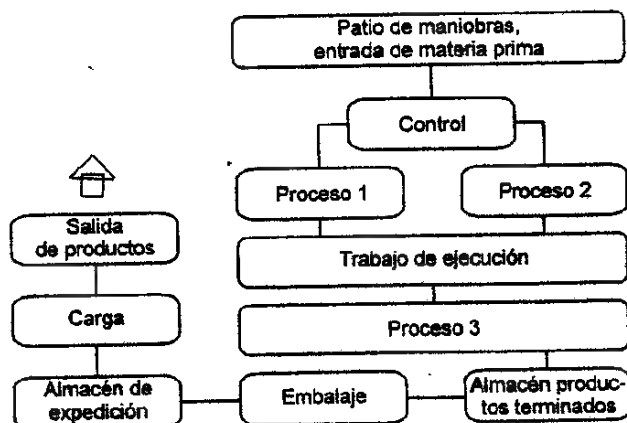 Patio de maniobras,
entrada de materia prima
Control
Proceso 1
Proceso 2
Trabajo de ejecución
Proceso 3
Almacén produc-
tos terminados
Embalaje
Almacén de
expedición
Carga
Salida
de productos